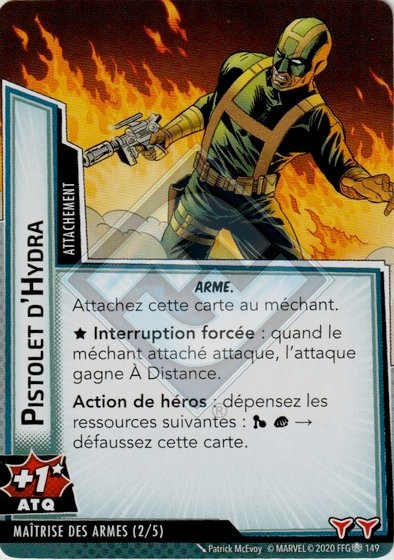 ATTACHEMENT
PISTOLET D'HYDRA
ARME.
Attachez cette carte au méchant.
★ Interruption forcée : quand le
méchant attaché attaque, l'attaque
gagne À Distance.
Action de héros : dépensez les
ressources suivantes : →
défaussez cette carte.
+1★
ATQ
MAÎTRISE DES ARMES (2/5)
Patrick McEvoy © MARVEL © 2020 FFG 149